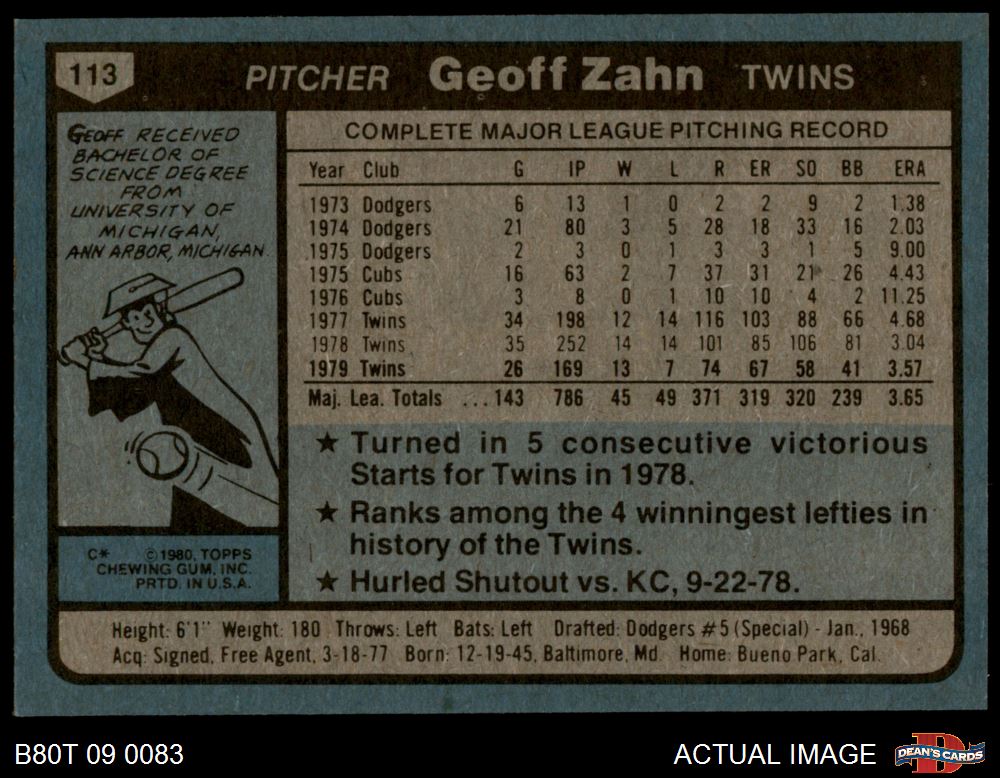 113 PITCHER Geoff Zahn TWINS
GEOFF RECEIVED
BACHELOR OF
SCIENCE DEGREE
FROM
UNIVERSITY OF
MICHIGAN,
ANN ARBOR, MICHIGAN.
COMPLETE MAJOR LEAGUE PITCHING RECORD
Year Club G IP W L R ER SO BB ERA
1973 Dodgers 6 13 1 0 2 2 9 2 1.38
1974 Dodgers 21 80 3 5 28 18 33 16 2.03
1975 Dodgers 2 3 0 1 3 3 1 5 9.00
1975 Cubs 16 63 2 7 37 31 21 26 4.43
1976 Cubs 3 8 0 1 10 10 4 2 11.25
1977 Twins 34 198 12 14 116 103 88 66 4.68
1978 Twins 35 252 14 14 101 85 106 81 3.04
1979 Twins 26 169 13 7 74 67 58 41 3.57
Maj. Lea. Totals ...143 786 45 49 371 319 320 239 3.65
★ Turned in 5 consecutive victorious
Starts for Twins in 1978.
★ Ranks among the 4 winningest lefties in
history of the Twins.
★ Hurled Shutout vs. KC, 9-22-78.
C* ©1980, TOPPS
CHEWING GUM, INC.
PRTD. IN U.S.A.
Height: 6'1" Weight: 180 Throws: Left Bats: Left Drafted: Dodgers #5 (Special) - Jan., 1968
Acq: Signed, Free Agent, 3-18-77 Born: 12-19-45, Baltimore, Md. Home: Bueno Park, Cal.
B80T 09 0083
ACTUAL IMAGE
DEAN'S CARDS